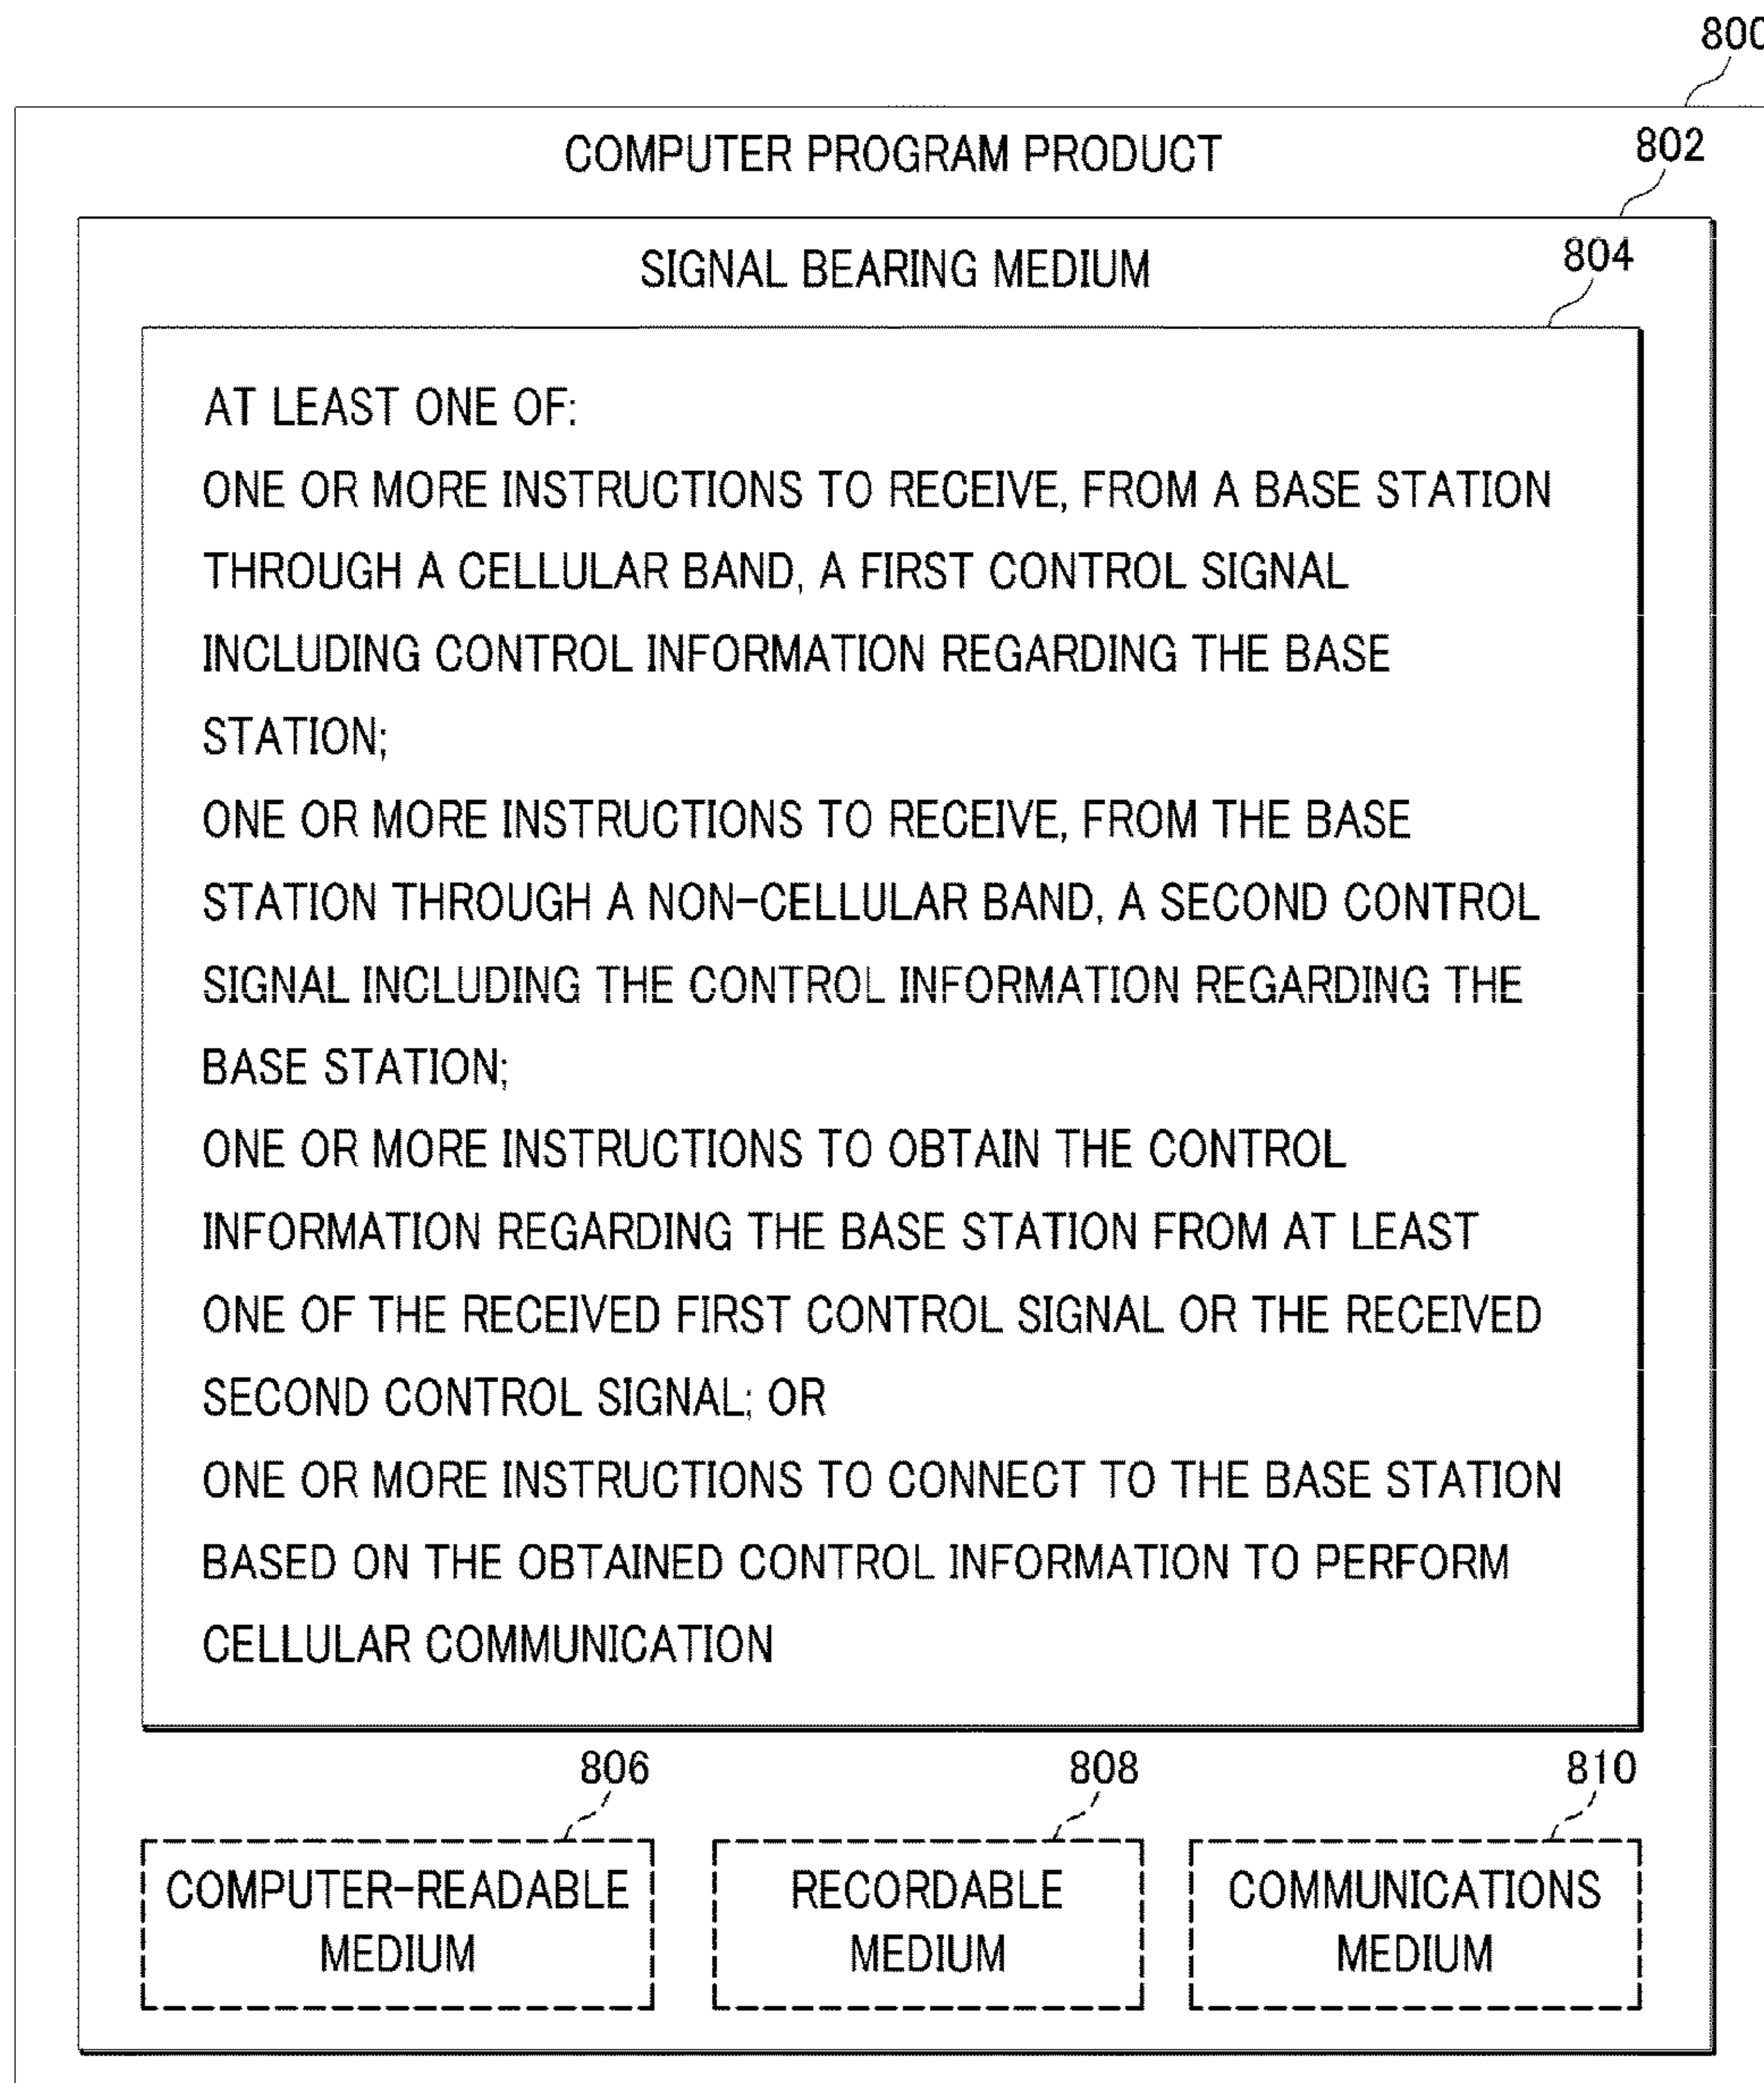 800
COMPUTER PROGRAM PRODUCT
802
SIGNAL BEARING MEDIUM
804
AT LEAST ONE OF:
ONE OR MORE INSTRUCTIONS TO RECEIVE, FROM A BASE STATION
THROUGH A CELLULAR BAND, A FIRST CONTROL SIGNAL
INCLUDING CONTROL INFORMATION REGARDING THE BASE
STATION;
ONE OR MORE INSTRUCTIONS TO RECEIVE, FROM THE BASE
STATION THROUGH A NON-CELLULAR BAND, A SECOND CONTROL
SIGNAL INCLUDING THE CONTROL INFORMATION REGARDING THE
BASE STATION;
ONE OR MORE INSTRUCTIONS TO OBTAIN THE CONTROL
INFORMATION REGARDING THE BASE STATION FROM AT LEAST
ONE OF THE RECEIVED FIRST CONTROL SIGNAL OR THE RECEIVED
SECOND CONTROL SIGNAL; OR
ONE OR MORE INSTRUCTIONS TO CONNECT TO THE BASE STATION
BASED ON THE OBTAINED CONTROL INFORMATION TO PERFORM
CELLULAR COMMUNICATION
806
808
810
COMPUTER-READABLE
MEDIUM
RECORDABLE
MEDIUM
COMMUNICATIONS
MEDIUM